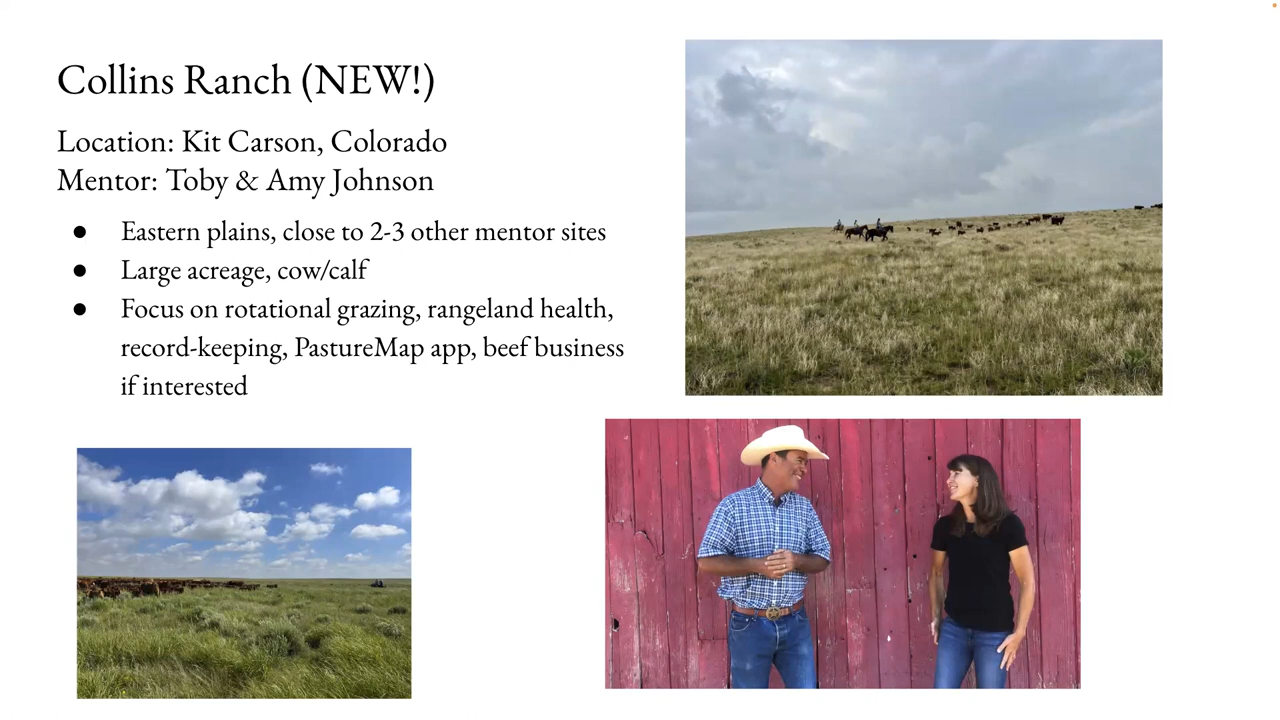 Collins Ranch (NEW!)
Location: Kit Carson, Colorado
Mentor: Toby & Amy Johnson
● Eastern plains, close to 2-3 other mentor sites
● Large acreage, cow/calf
● Focus on rotational grazing, rangeland health,
record-keeping, PastureMap app, beef business
if interested